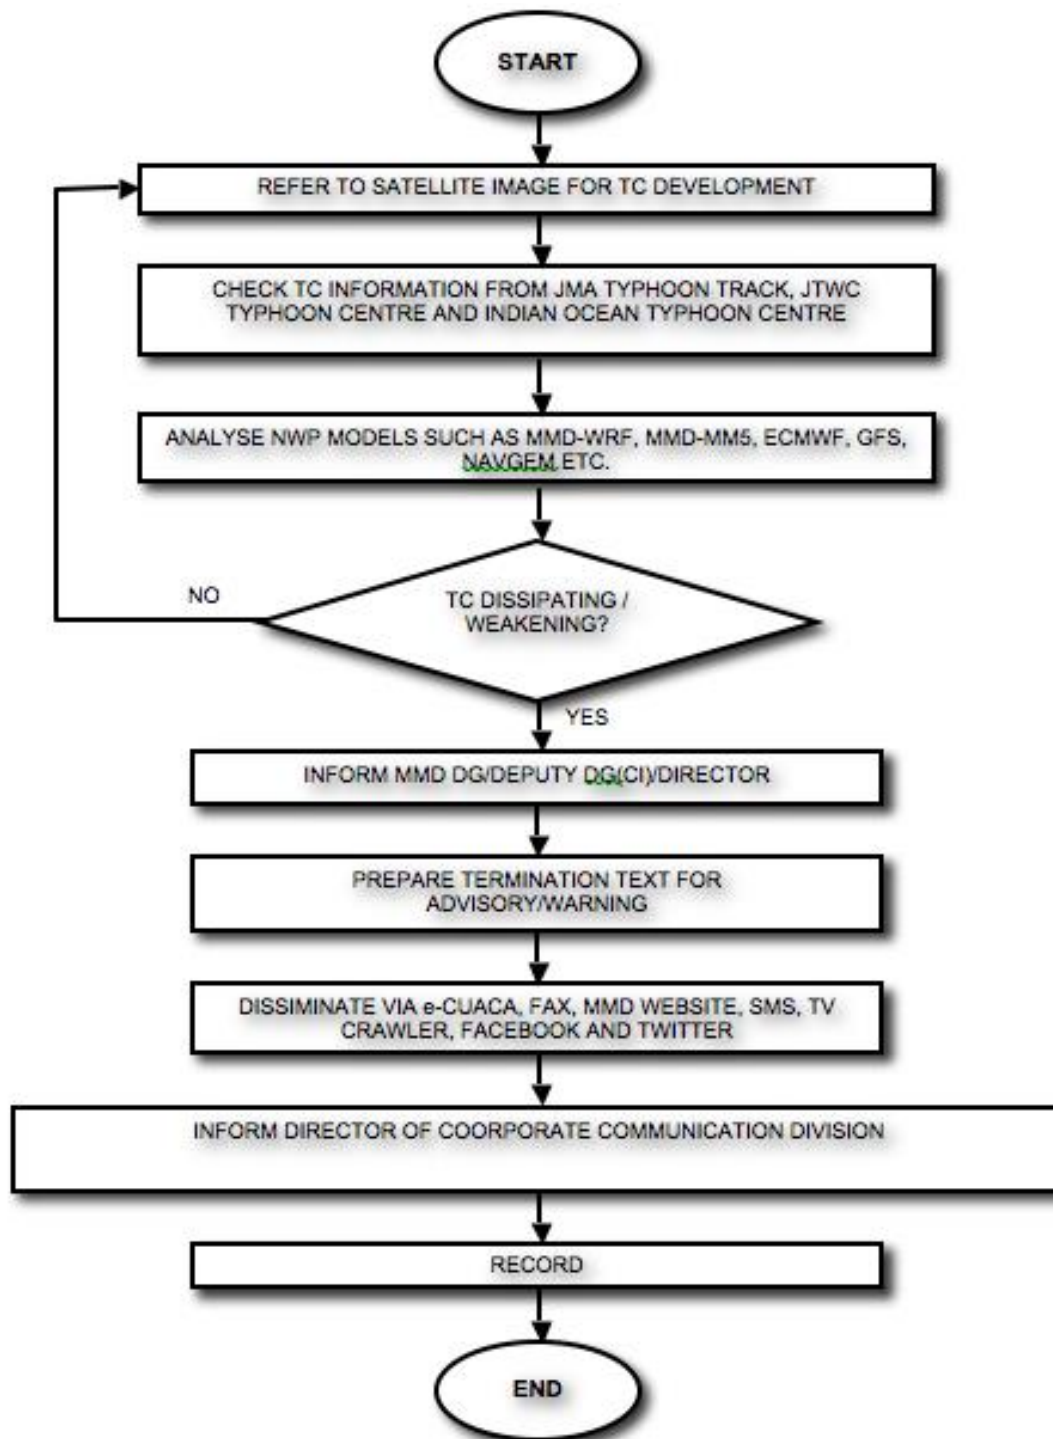 START
REFER TO SATELLITE IMAGE FOR TC DEVELOPMENT
CHECK TC INFORMATION FROM JMA TYPHOON TRACK, JTWC
TYPHOON CENTRE AND INDIAN OCEAN TYPHOON CENTRE
ANALYSE NWP MODELS SUCH AS MMD-WRF, MMD-MM5, ECMWF, GFS,
NAVGEM ETC.
NO
TC DISSIPATING /
WEAKENING?
YES
INFORM MMD DG/DEPUTY DG(CI)/DIRECTOR
PREPARE TERMINATION TEXT FOR
ADVISORY/WARNING
DISSIMINATE VIA e-CUACA, FAX, MMD WEBSITE, SMS, TV
CRAWLER, FACEBOOK AND TWITTER
INFORM DIRECTOR OF COORPORATE COMMUNICATION DIVISION
RECORD
END